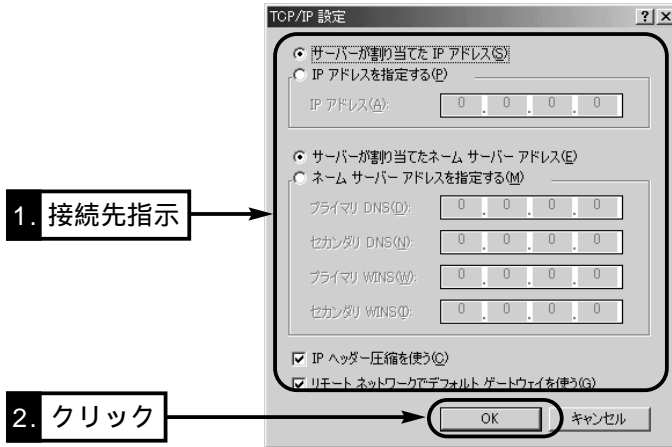 TCP/IP 設定
サーバーが割り当てた IP アドレス(S)
IP アドレスを指定する(P)
IP アドレス(A):
0 . 0 . 0 . 0
サーバーが割り当てたネーム サーバー アドレス(E)
ネーム サーバー アドレスを指定する(M)
プライマリ DNS(D):
0 . 0 . 0 . 0
セカンダリ DNS(N):
0 . 0 . 0 . 0
プライマリ WINS(W):
0 . 0 . 0 . 0
セカンダリ WINS(I):
0 . 0 . 0 . 0
IP ヘッダー圧縮を使う(C)
リモート ネットワークでデフォルト ゲートウェイを使う(G)
OK
キャンセル
1. 接続先指示
2. クリック